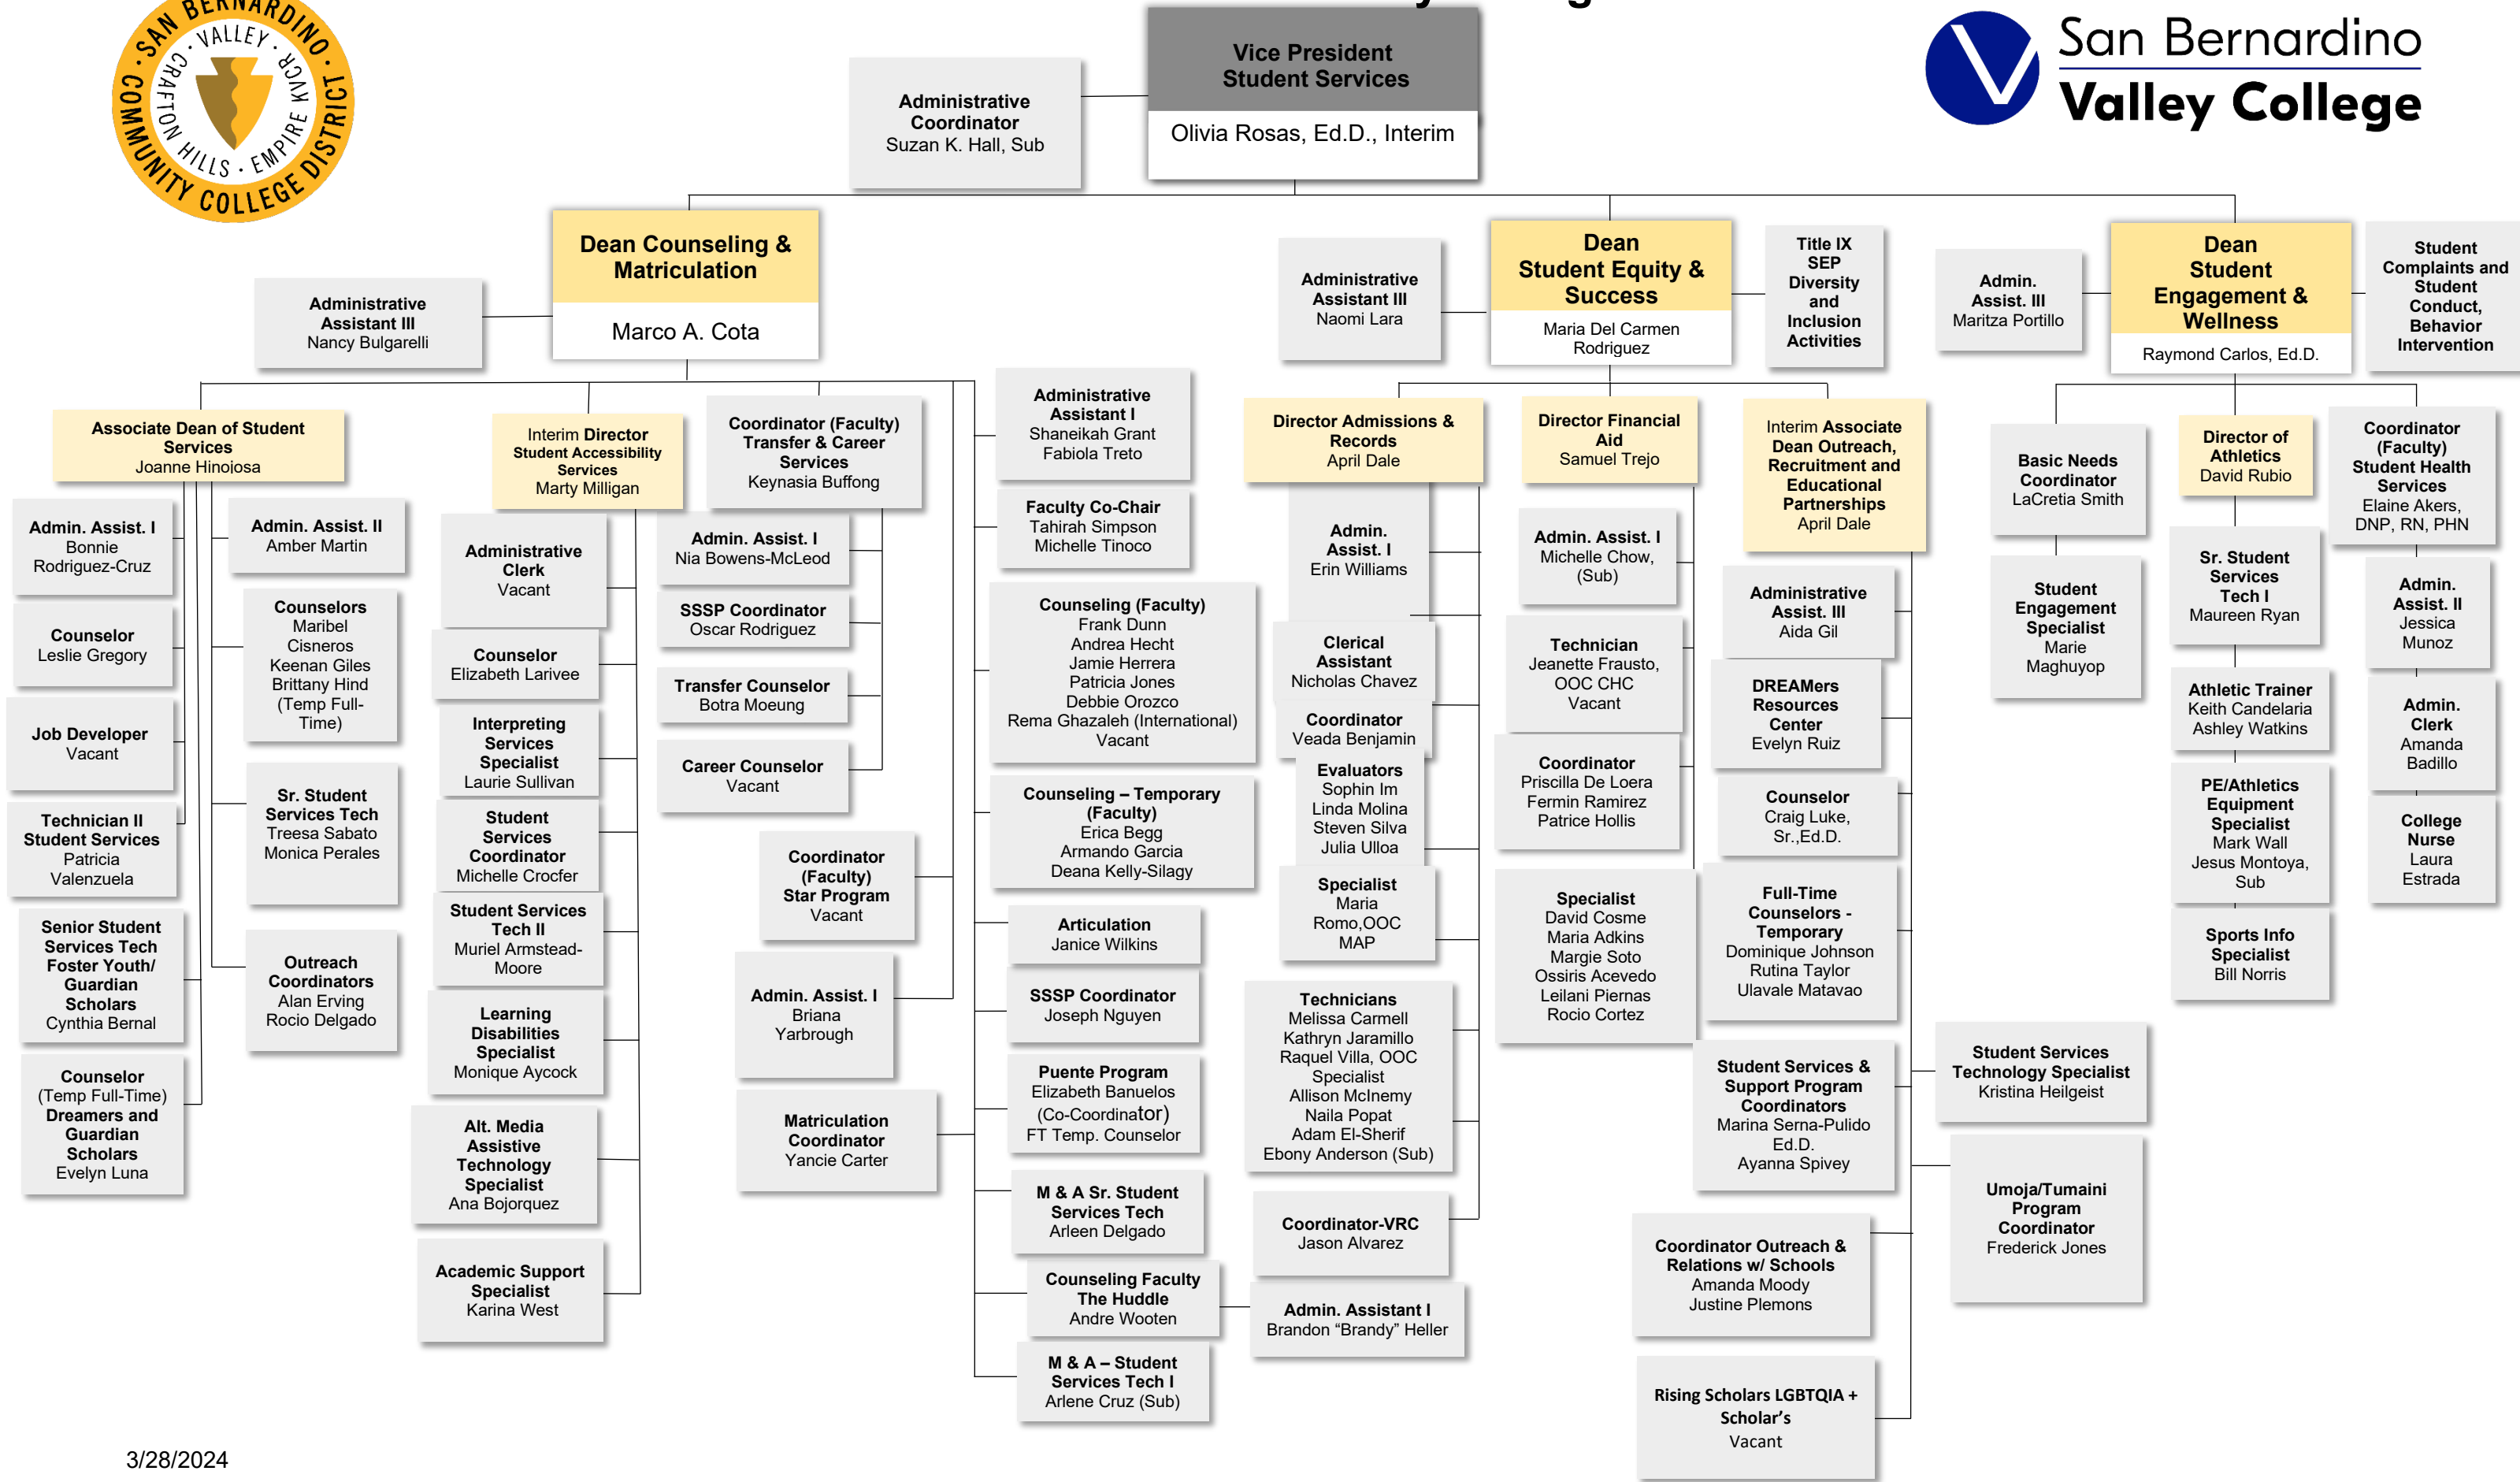 SAN BERNARDINO
COMMUNITY COLLEGE DISTRICT
VALLEY · KVCR · EMPIRE · CRAFTON HILLS
San Bernardino
Valley College
Vice President
Student Services
Olivia Rosas, Ed.D., Interim
Administrative
Coordinator
Suzan K. Hall, Sub
Dean Counseling &
Matriculation
Marco A. Cota
Administrative
Assistant III
Nancy Bulgarelli
Dean
Student Equity &
Success
Maria Del Carmen
Rodriguez
Administrative
Assistant III
Naomi Lara
Title IX
SEP
Diversity
and
Inclusion
Activities
Dean
Student
Engagement &
Wellness
Raymond Carlos, Ed.D.
Admin.
Assist. III
Maritza Portillo
Student
Complaints and
Student
Conduct,
Behavior
Intervention
Associate Dean of Student
Services
Joanne Hinojosa
Admin. Assist. I
Bonnie
Rodriguez-Cruz
Counselor
Leslie Gregory
Job Developer
Vacant
Technician II
Student Services
Patricia
Valenzuela
Senior Student
Services Tech
Foster Youth/
Guardian
Scholars
Cynthia Bernal
Counselor
(Temp Full-Time)
Dreamers and
Guardian
Scholars
Evelyn Luna
Admin. Assist. II
Amber Martin
Counselors
Maribel
Cisneros
Keenan Giles
Brittany Hind
(Temp Full-
Time)
Sr. Student
Services Tech
Treesa Sabato
Monica Perales
Outreach
Coordinators
Alan Erving
Rocio Delgado
Interim Director
Student Accessibility
Services
Marty Milligan
Administrative
Clerk
Vacant
Counselor
Elizabeth Larivee
Interpreting
Services
Specialist
Laurie Sullivan
Student
Services
Coordinator
Michelle Crocfer
Student Services
Tech II
Muriel Armstead-
Moore
Learning
Disabilities
Specialist
Monique Aycock
Alt. Media
Assistive
Technology
Specialist
Ana Bojorquez
Academic Support
Specialist
Karina West
Coordinator (Faculty)
Transfer & Career
Services
Keynasia Buffong
Admin. Assist. I
Nia Bowens-McLeod
SSSP Coordinator
Oscar Rodriguez
Transfer Counselor
Botra Moeung
Career Counselor
Vacant
Coordinator
(Faculty)
Star Program
Vacant
Admin. Assist. I
Briana
Yarbrough
Matriculation
Coordinator
Yancie Carter
Administrative
Assistant I
Shaneikah Grant
Fabiola Treto
Faculty Co-Chair
Tahirah Simpson
Michelle Tinoco
Counseling (Faculty)
Frank Dunn
Andrea Hecht
Jamie Herrera
Patricia Jones
Debbie Orozco
Rema Ghazaleh (International)
Vacant
Counseling – Temporary
(Faculty)
Erica Begg
Armando Garcia
Deana Kelly-Silagy
Articulation
Janice Wilkins
SSSP Coordinator
Joseph Nguyen
Puente Program
Elizabeth Banuelos
(Co-Coordinator)
FT Temp. Counselor
M & A Sr. Student
Services Tech
Arleen Delgado
Counseling Faculty
The Huddle
Andre Wooten
Admin. Assistant I
Brandon “Brandy” Heller
M & A – Student
Services Tech I
Arlene Cruz (Sub)
Director Admissions &
Records
April Dale
Admin.
Assist. I
Erin Williams
Clerical
Assistant
Nicholas Chavez
Coordinator
Veada Benjamin
Evaluators
Sophin Im
Linda Molina
Steven Silva
Julia Ulloa
Specialist
Maria
Romo,OOC
MAP
Technicians
Melissa Carmell
Kathryn Jaramillo
Raquel Villa, OOC
Specialist
Allison McInemy
Naila Popat
Adam El-Sherif
Ebony Anderson (Sub)
Coordinator-VRC
Jason Alvarez
Director Financial
Aid
Samuel Trejo
Admin. Assist. I
Michelle Chow,
(Sub)
Technician
Jeanette Frausto,
OOC CHC
Vacant
Coordinator
Priscilla De Loera
Fermin Ramirez
Patrice Hollis
Specialist
David Cosme
Maria Adkins
Margie Soto
Ossiris Acevedo
Leilani Piernas
Rocio Cortez
Interim Associate
Dean Outreach,
Recruitment and
Educational
Partnerships
April Dale
Administrative
Assist. III
Aida Gil
DREAMers
Resources
Center
Evelyn Ruiz
Counselor
Craig Luke,
Sr.,Ed.D.
Full-Time
Counselors -
Temporary
Dominique Johnson
Rutina Taylor
Ulavale Matavao
Student Services &
Support Program
Coordinators
Marina Serna-Pulido
Ed.D.
Ayanna Spivey
Coordinator Outreach &
Relations w/ Schools
Amanda Moody
Justine Plemons
Rising Scholars LGBTQIA +
Scholar’s
Vacant
Student Services
Technology Specialist
Kristina Heilgeist
Umoja/Tumaini
Program
Coordinator
Frederick Jones
Basic Needs
Coordinator
LaCretia Smith
Student
Engagement
Specialist
Marie
Maghuyop
Director of
Athletics
David Rubio
Sr. Student
Services
Tech I
Maureen Ryan
Athletic Trainer
Keith Candelaria
Ashley Watkins
PE/Athletics
Equipment
Specialist
Mark Wall
Jesus Montoya,
Sub
Sports Info
Specialist
Bill Norris
Coordinator
(Faculty)
Student Health
Services
Elaine Akers,
DNP, RN, PHN
Admin.
Assist. II
Jessica
Munoz
Admin.
Clerk
Amanda
Badillo
College
Nurse
Laura
Estrada
3/28/2024